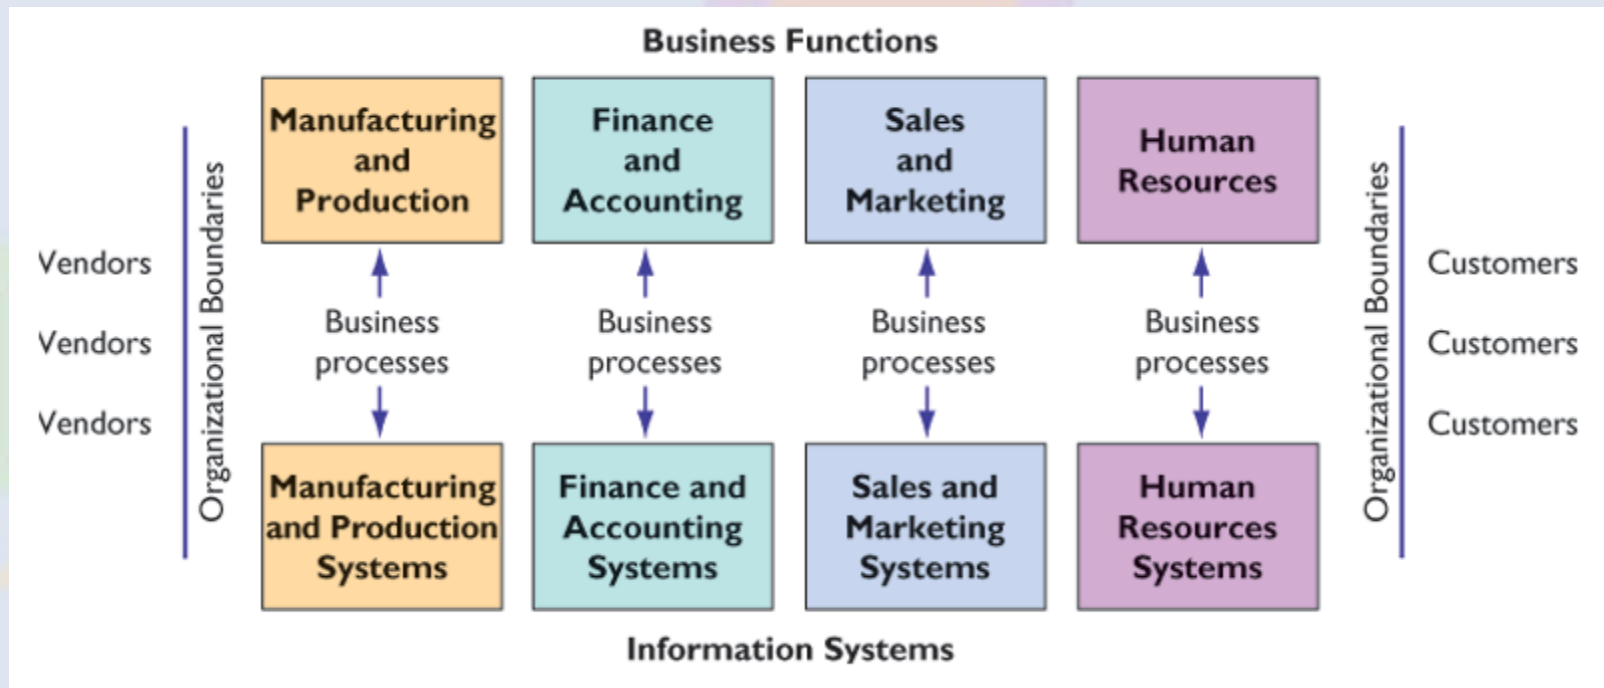 Business Functions
Manufacturing
and
Production
Finance
and
Accounting
Sales
and
Marketing
Human
Resources
Vendors
Vendors
Vendors
Organizational Boundaries
Business
processes
Business
processes
Business
processes
Business
processes
Organizational Boundaries
Customers
Customers
Customers
Manufacturing
and Production
Systems
Finance and
Accounting
Systems
Sales and
Marketing
Systems
Human
Resources
Systems
Information Systems